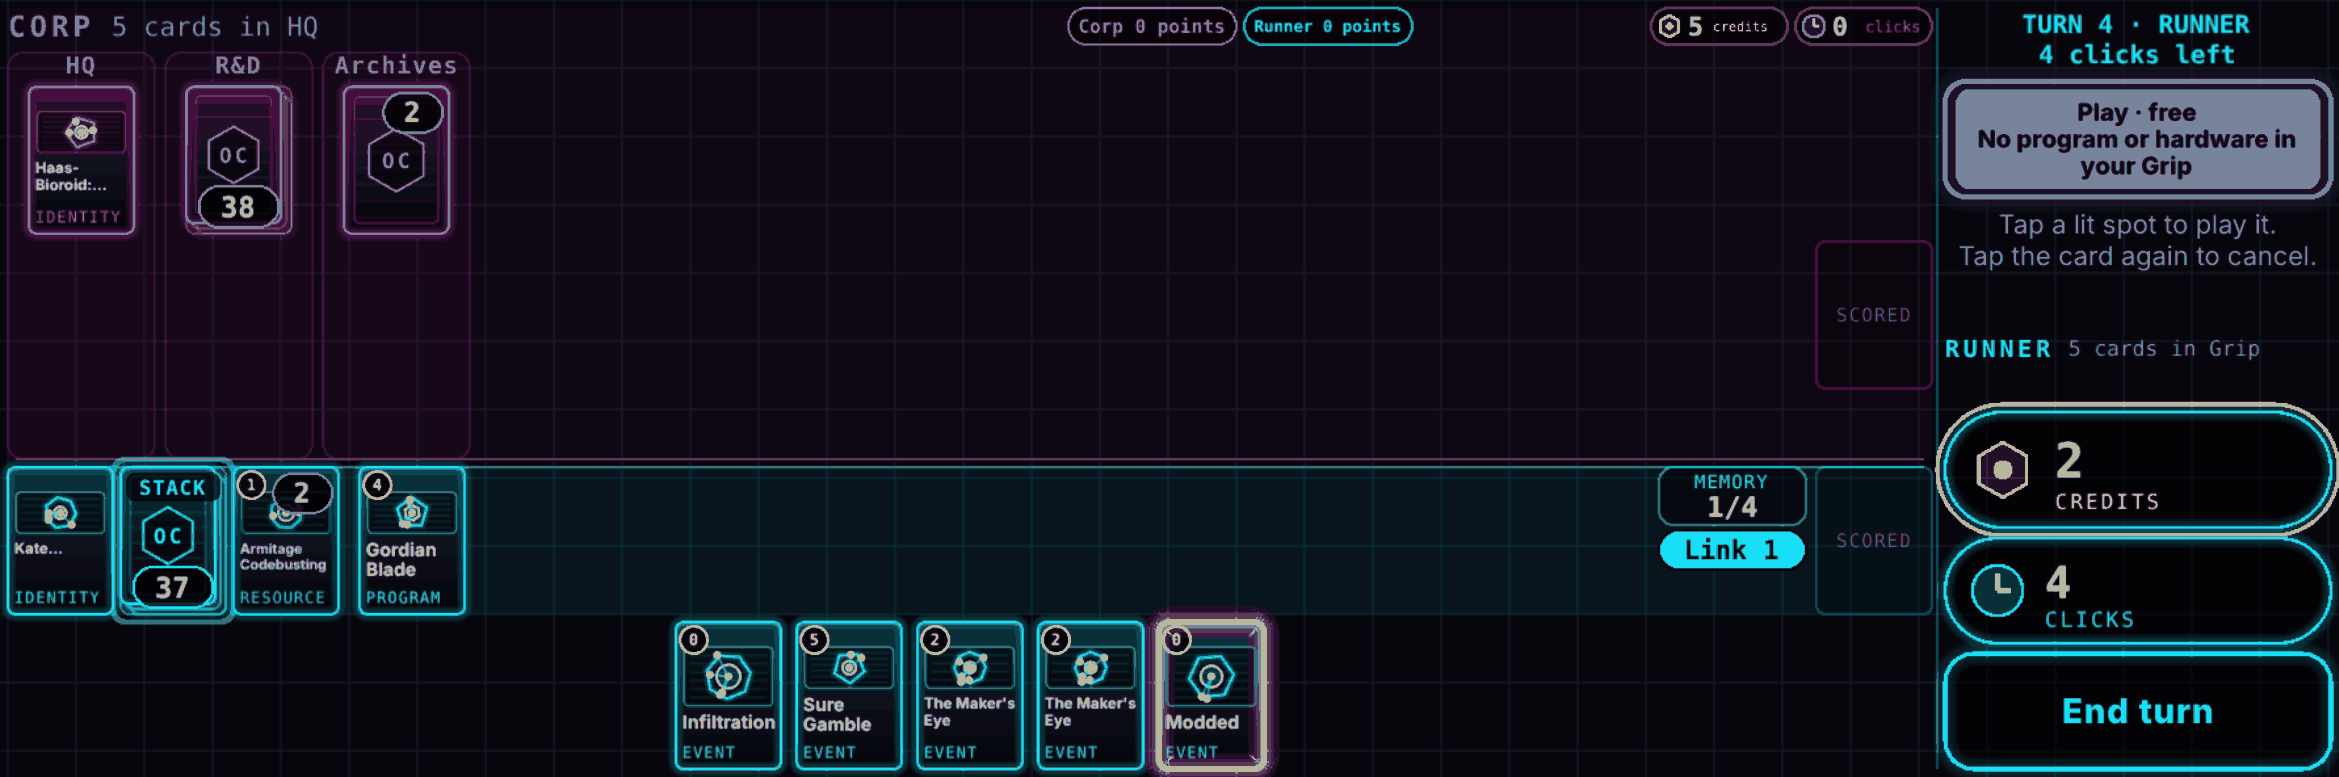 CORP 5 cards in HQ
Corp 0 points
Runner 0 points
5 credits
0 clicks
TURN 4 · RUNNER
4 clicks left
HQ
R&D
Archives
Haas-
Bioroid:...
IDENTITY
OC
38
2
OC
Play · free
No program or hardware in
your Grip
Tap a lit spot to play it.
Tap the card again to cancel.
SCORED
RUNNER 5 cards in Grip
2
CREDITS
4
CLICKS
End turn
Kate...
IDENTITY
STACK
OC
37
1
2
Armitage
Codebusting
RESOURCE
4
Gordian
Blade
PROGRAM
MEMORY
1/4
Link 1
SCORED
0
Infiltration
EVENT
5
Sure
Gamble
EVENT
2
The Maker's
Eye
EVENT
2
The Maker's
Eye
EVENT
0
Modded
EVENT